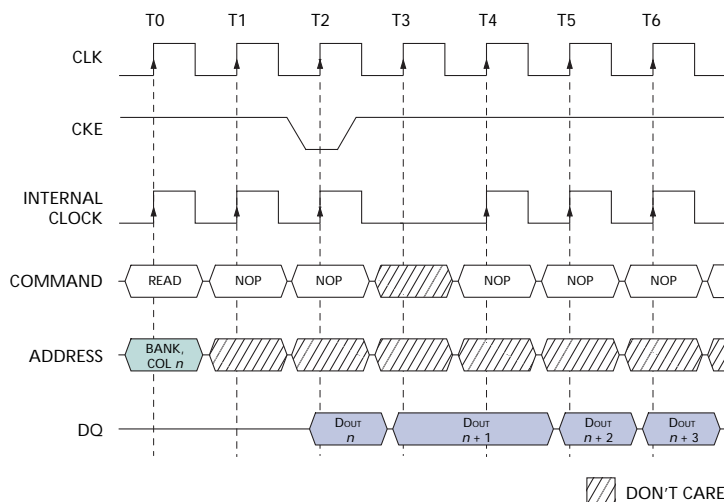 T0 T1 T2 T3 T4 T5 T6
CLK
CKE
INTERNAL
CLOCK
COMMAND READ NOP NOP NOP NOP NOP
ADDRESS
BANK,
COL n
DQ
DOUT
n
DOUT
n + 1
DOUT
n + 2
DOUT
n + 3
DON'T CARE